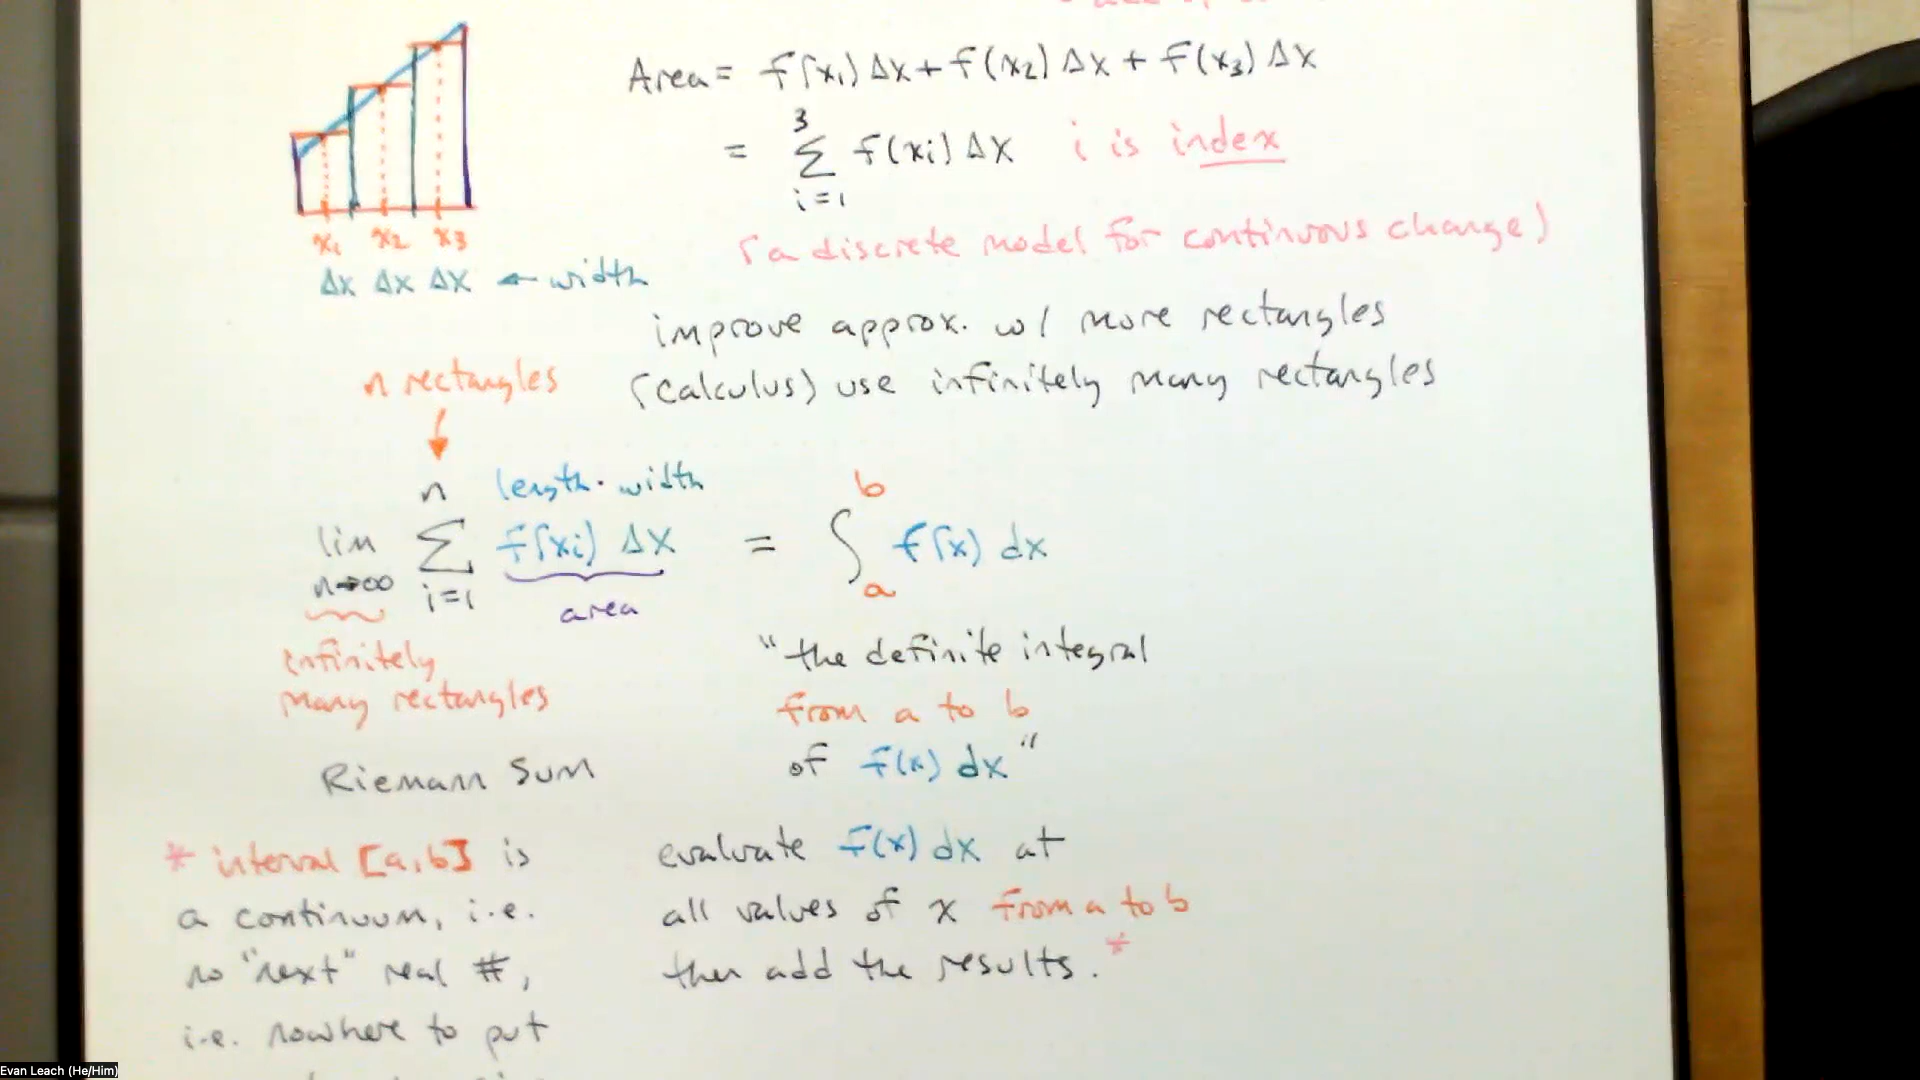 Area = f(x₁) Δx + f(x₂) Δx + f(x₃) Δx
3
= Σ f(xi) Δx i is index
i=1
x₁ x₂ x₃
(a discrete model for continuous change)
Δx Δx Δx ← width
improve approx. w/ more rectangles
n rectangles
(calculus) use infinitely many rectangles
n length · width
lim Σ f(xi) Δx = ∫ f(x) dx
b
n→∞ i=1
a
area
infinitely
many rectangles
"the definite integral
from a to b
of f(x) dx"
Riemann Sum
evaluate f(x) dx at
all values of x from a to b
then add the results. *
* interval [a,b] is
a continuum, i.e.
no "next" real #,
i.e. nowhere to put
Evan Leach (He/Him)